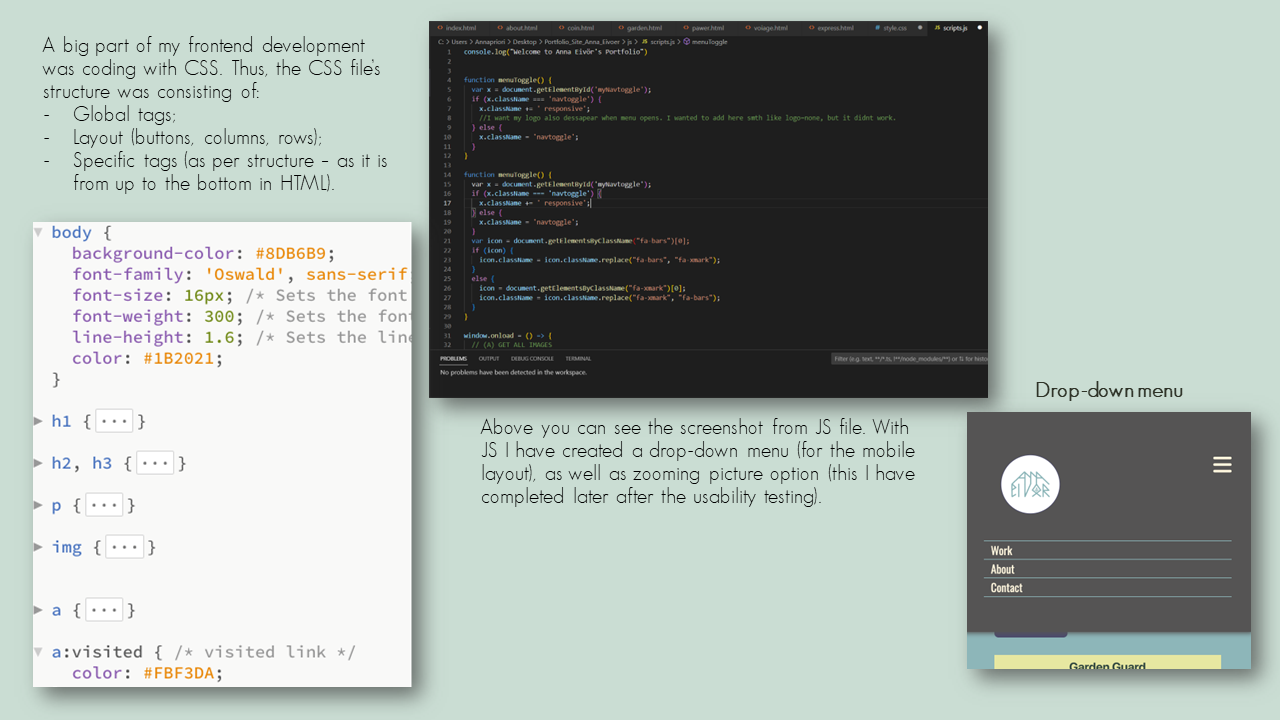 A big part of my frontend development
was coding with CSS. Thus, the CSS file's
structure was consisting of:
- Global tags;
- Layout (buttons, columns, rows);
- Specific tags (as per structure – as it is
from up to the bottom in HTML).
body {
background-color: #8DB6B9;
font-family: 'Oswald', sans-serif
font-size: 16px; /* Sets the font
font-weight: 300; /* Sets the fon
line-height: 1.6; /* Sets the line
color: #1B2021;
}
h1 {...}
h2, h3 {...}
p {...}
img {...}
a {...}
a:visited { /* visited link */
color: #FBF3DA;
index.html about.html coin.html garden.html pawer.html voiage.html express.html style.css scripts.js
C: > Users > Annapriori > Desktop > Portfolio_Site_Anna_Eivoer > js > scripts.js > menuToggle
1 console.log("Welcome to Anna Eivör's Portfolio")
2
3
4 function menuToggle() {
5 var x = document.getElementById('myNavtoggle');
6 if (x.className === 'navtoggle') {
7 x.className += ' responsive';
8 //I want my logo also dessapear when menu opens. I wanted to add here smth like logo=none, but it didnt work.
9 } else {
10 x.className = 'navtoggle';
11 }
12 }
13
14 function menuToggle() {
15 var x = document.getElementById('myNavtoggle');
16 if (x.className === 'navtoggle') {
17 x.className += ' responsive';
18 } else {
19 x.className = 'navtoggle';
20 }
21 var icon = document.getElementsByClassName("fa-bars")[0];
22 if (icon) {
23 icon.className = icon.className.replace("fa-bars", "fa-xmark");
24 }
25 else {
26 icon = document.getElementsByClassName("fa-xmark")[0];
27 icon.className = icon.className.replace("fa-xmark", "fa-bars");
28 }
29 }
30
31 window.onload = () => {
32 // (A) GET ALL IMAGES
PROBLEMS OUTPUT DEBUG CONSOLE TERMINAL Filter (e.g. text, **/*.ts, !**/node_modules/**) or ⇅ for histo
No problems have been detected in the workspace.
Above you can see the screenshot from JS file. With
JS I have created a drop-down menu (for the mobile
layout), as well as zooming picture option (this I have
completed later after the usability testing).
Drop-down menu
ANNA
EIVÖR
Work
About
Contact
Garden Guard